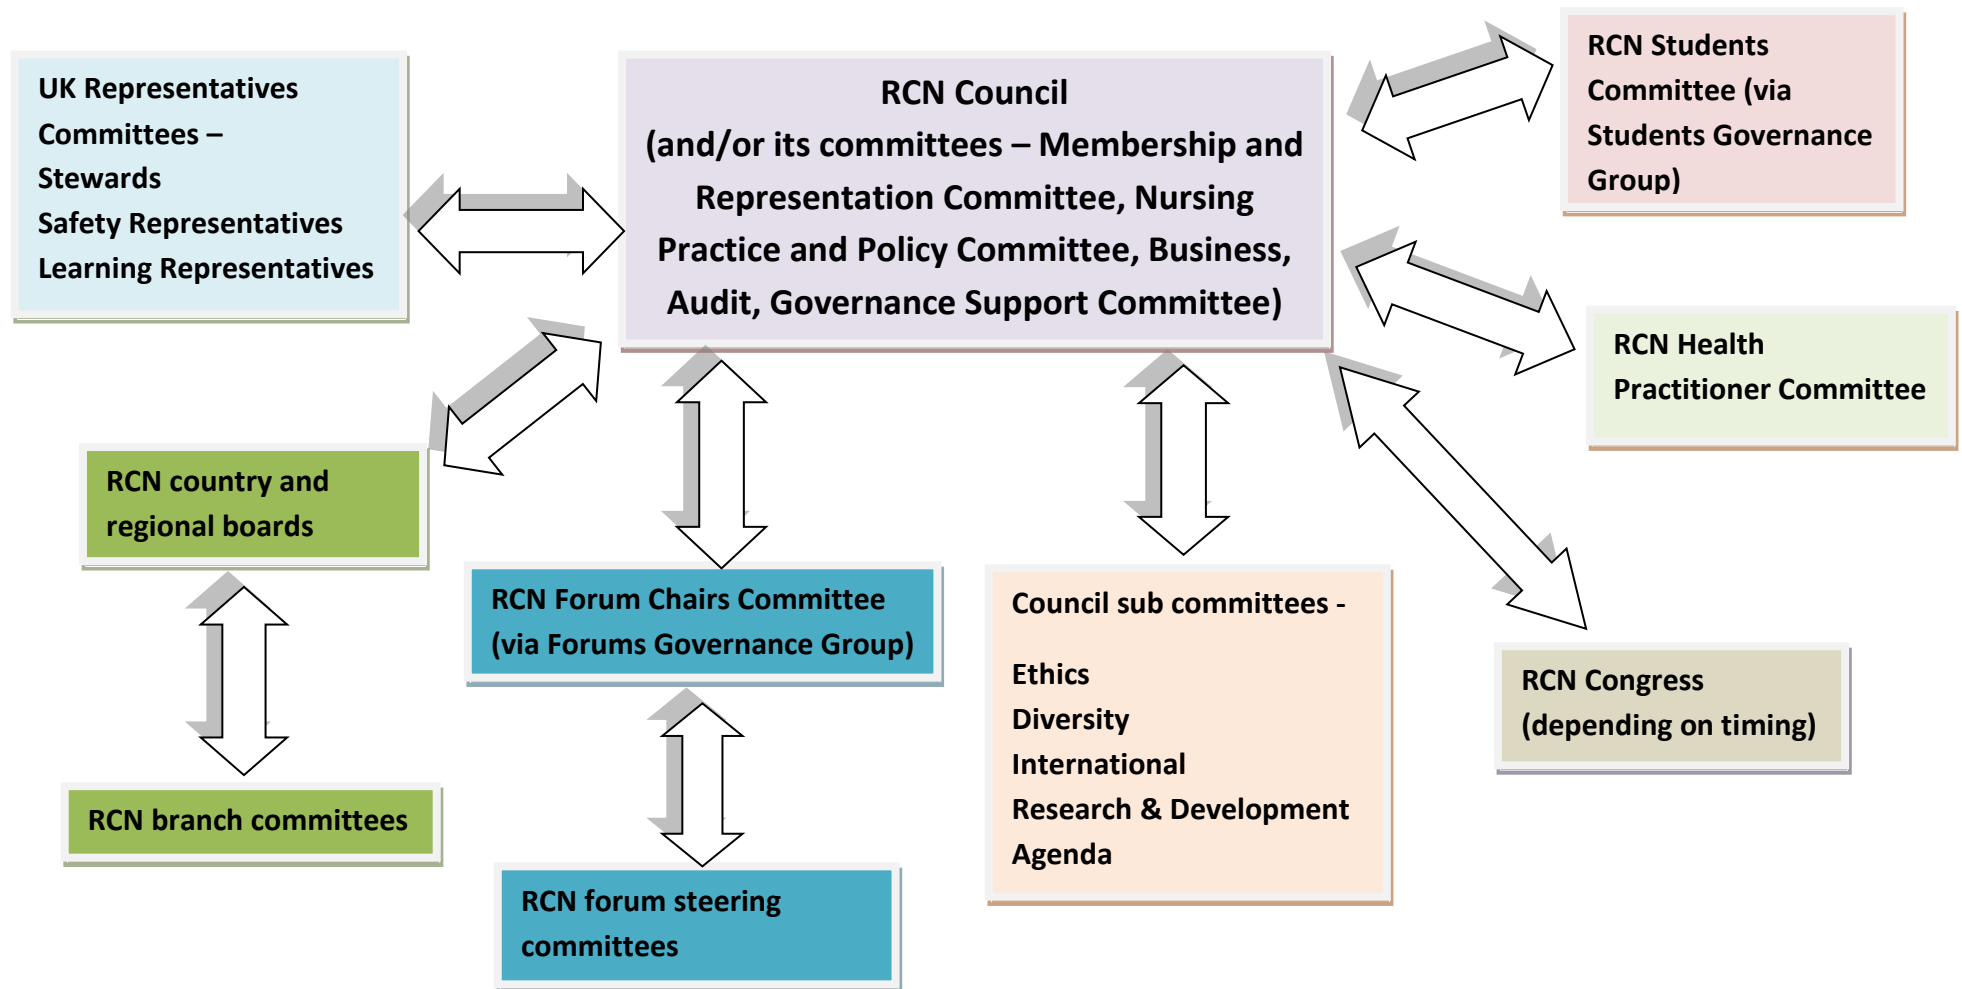 UK Representatives
Committees –
Stewards
Safety Representatives
Learning Representatives
RCN Council
(and/or its committees – Membership and
Representation Committee, Nursing
Practice and Policy Committee, Business,
Audit, Governance Support Committee)
RCN Students
Committee (via
Students Governance
Group)
RCN Health
Practitioner Committee
RCN country and
regional boards
RCN Forum Chairs Committee
(via Forums Governance Group)
Council sub committees -
Ethics
Diversity
International
Research & Development
Agenda
RCN Congress
(depending on timing)
RCN branch committees
RCN forum steering
committees